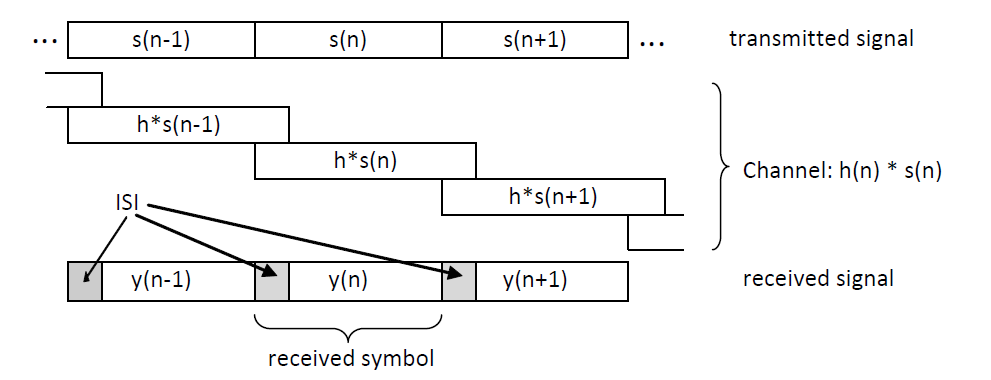 ... s(n-1) s(n) s(n+1) ... transmitted signal
h*s(n-1)
h*s(n)
Channel: h(n) * s(n)
h*s(n+1)
ISI
y(n-1) y(n) y(n+1) received signal
received symbol